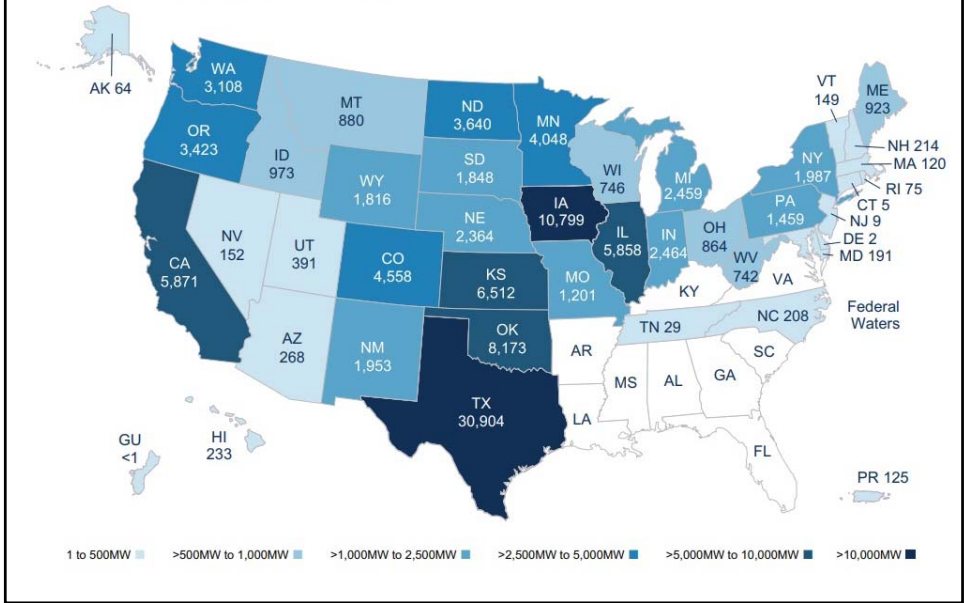 AK 64
WA
3,108
OR
3,423
CA
5,871
ID
973
NV
152
MT
880
WY
1,816
UT
391
AZ
268
CO
4,558
NM
1,953
ND
3,640
SD
1,848
NE
2,364
KS
6,512
OK
8,173
TX
30,904
MN
4,048
IA
10,799
MO
1,201
AR
LA
WI
746
IL
5,858
MI
2,459
IN
2,464
OH
864
KY
WV
742
VA
TN 29
NC 208
MS
AL
GA
SC
FL
NY
1,987
PA
1,459
VT
149
ME
923
NH 214
MA 120
RI 75
CT 5
NJ 9
DE 2
MD 191
Federal
Waters
GU
<1
HI
233
PR 125
1 to 500MW
>500MW to 1,000MW
>1,000MW to 2,500MW
>2,500MW to 5,000MW
>5,000MW to 10,000MW
>10,000MW